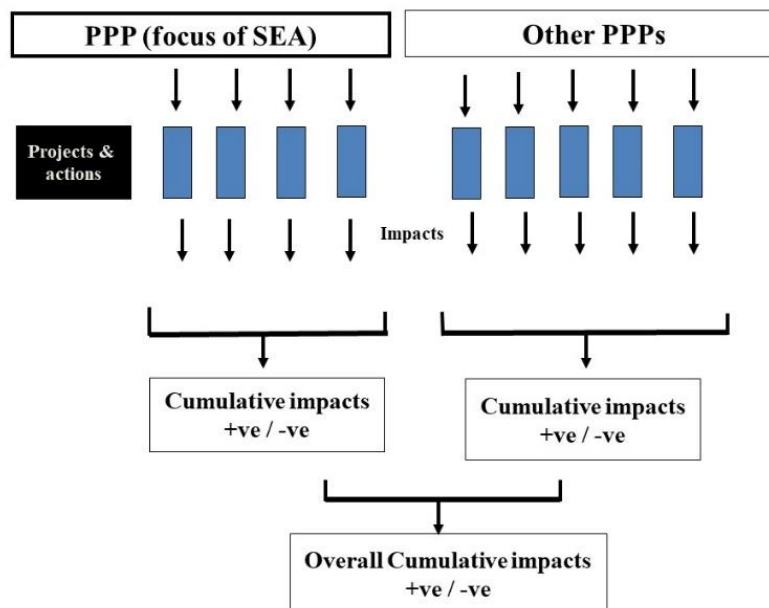 PPP (focus of SEA)
Other PPPs
Projects &
actions
Impacts
Cumulative impacts
+ve / -ve
Cumulative impacts
+ve / -ve
Overall Cumulative impacts
+ve / -ve